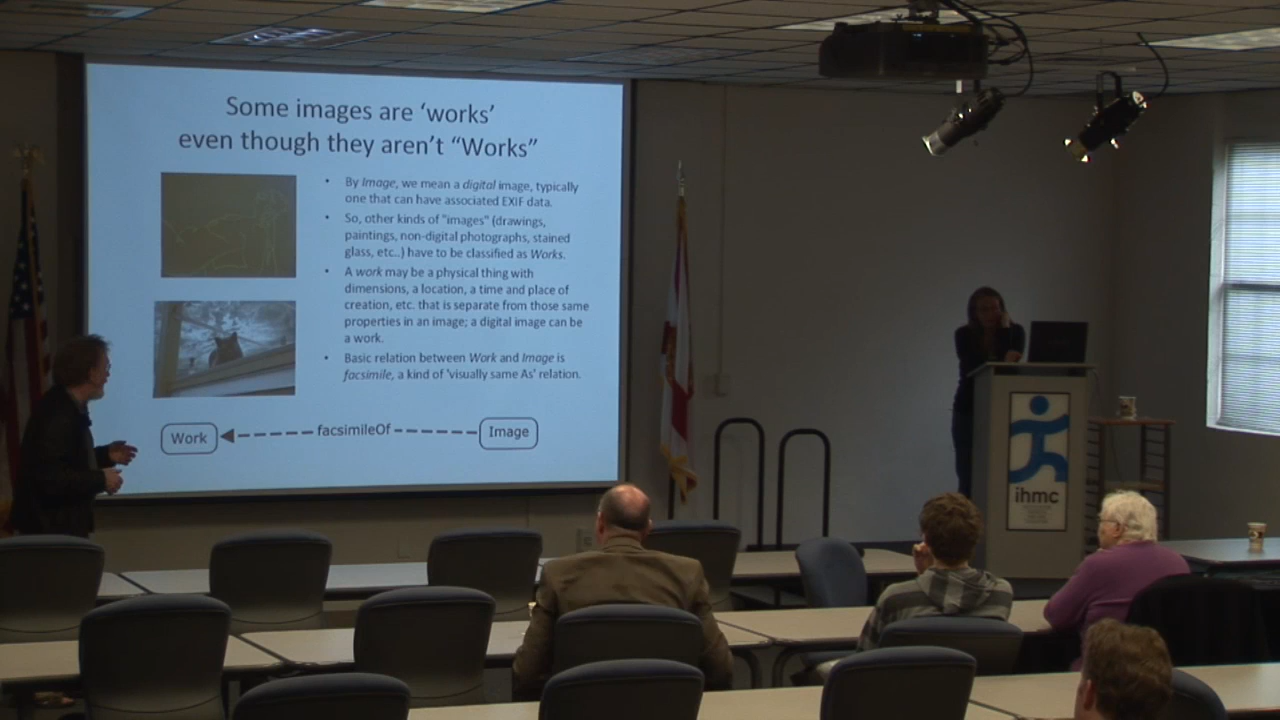 Some images are ‘works’
even though they aren’t “Works”
• By Image, we mean a digital image, typically
one that can have associated EXIF data.
• So, other kinds of "images" (drawings,
paintings, non-digital photographs, stained
glass, etc..) have to be classified as Works.
• A work may be a physical thing with
dimensions, a location, a time and place of
creation, etc. that is separate from those same
properties in an image; a digital image can be
a work.
• Basic relation between Work and Image is
facsimile, a kind of 'visually same As' relation.
Work
facsimileOf
Image
ihmc